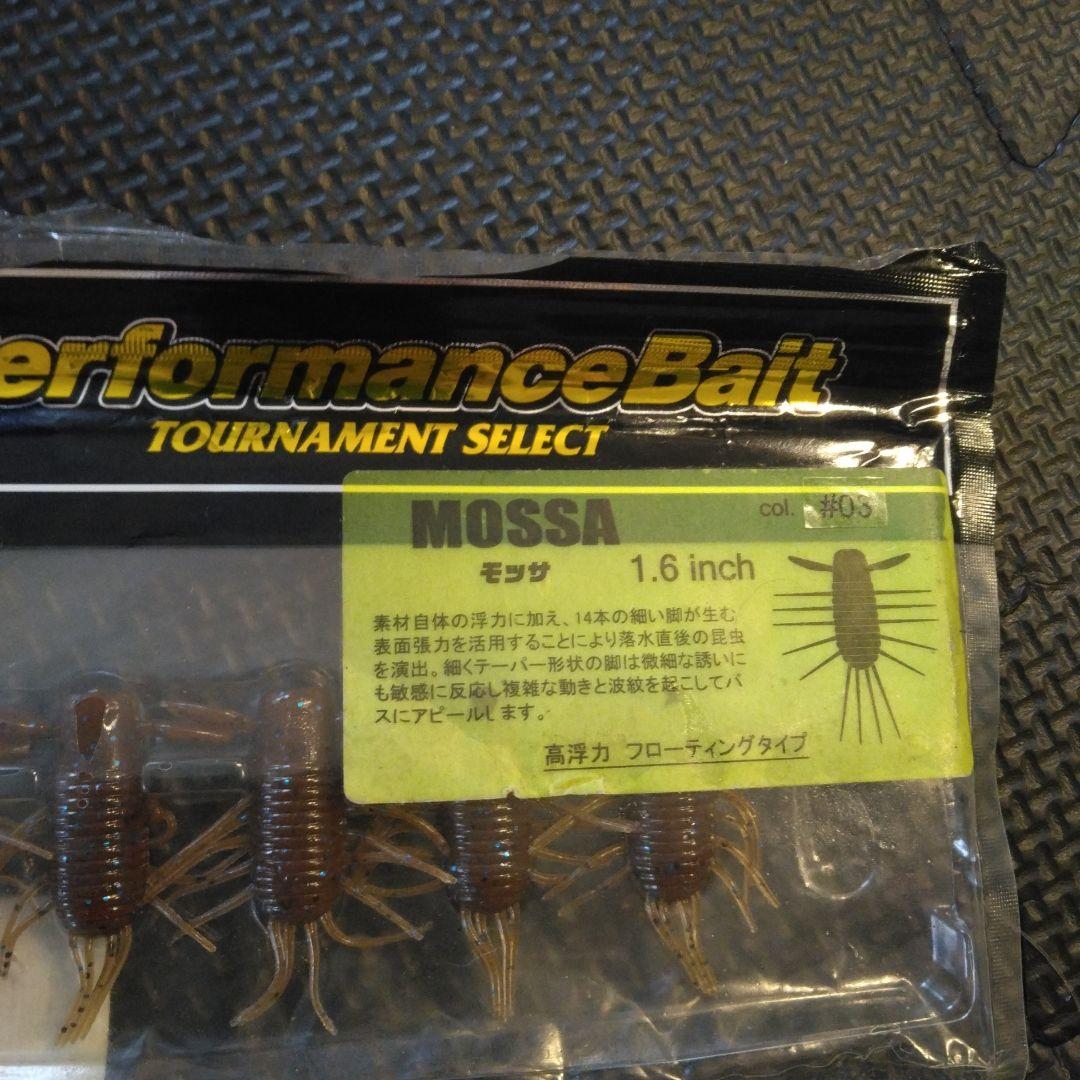 erformanceBait
TOURNAMENT SELECT
MOSSA
col. #03
モッサ 1.6 inch
素材自体の浮力に加え、14本の細い脚が生む
表面張力を活用することにより落水直後の昆虫
を演出。細くテーパー形状の脚は微細な誘いに
も敏感に反応し複雑な動きと波紋を起こしてバ
スにアピールします。
高浮力 フローティングタイプ